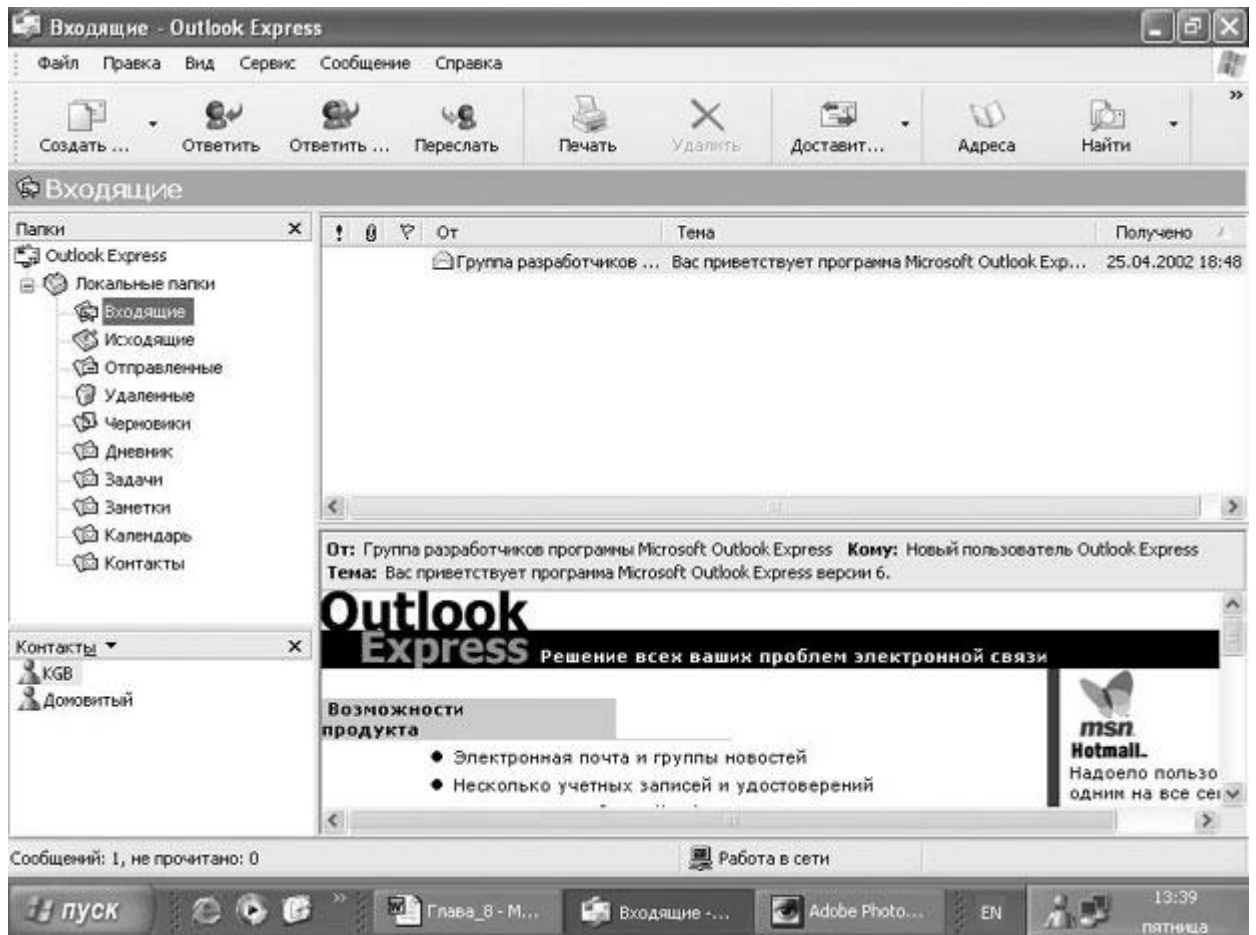 Входящие - Outlook Express
Файл Правка Вид Сервис Сообщение Справка
Создать ... Ответить Ответить ... Переслать Печать Удалить Доставит... Адреса Найти
Входящие
Папки
Outlook Express
Локальные папки
Входящие
Исходящие
Отправленные
Удаленные
Черновики
Дневник
Задачи
Заметки
Календарь
Контакты
От Тема Получено
Группа разработчиков ... Вас приветствует программа Microsoft Outlook Exp... 25.04.2002 18:48
От: Группа разработчиков программы Microsoft Outlook Express Кому: Новый пользователь Outlook Express
Тема: Вас приветствует программа Microsoft Outlook Express версии 6.
Outlook
Express Решение всех ваших проблем электронной связи
Возможности
продукта
Электронная почта и группы новостей
Несколько учетных записей и удостоверений
msn
Hotmail
Надоело пользо
одним на все сег
Контакты
KGB
Домовитый
Сообщений: 1, не прочитано: 0 Работа в сети
пуск Глава_8 - M... Входящие -... Adobe Photo... EN 13:39
пятница